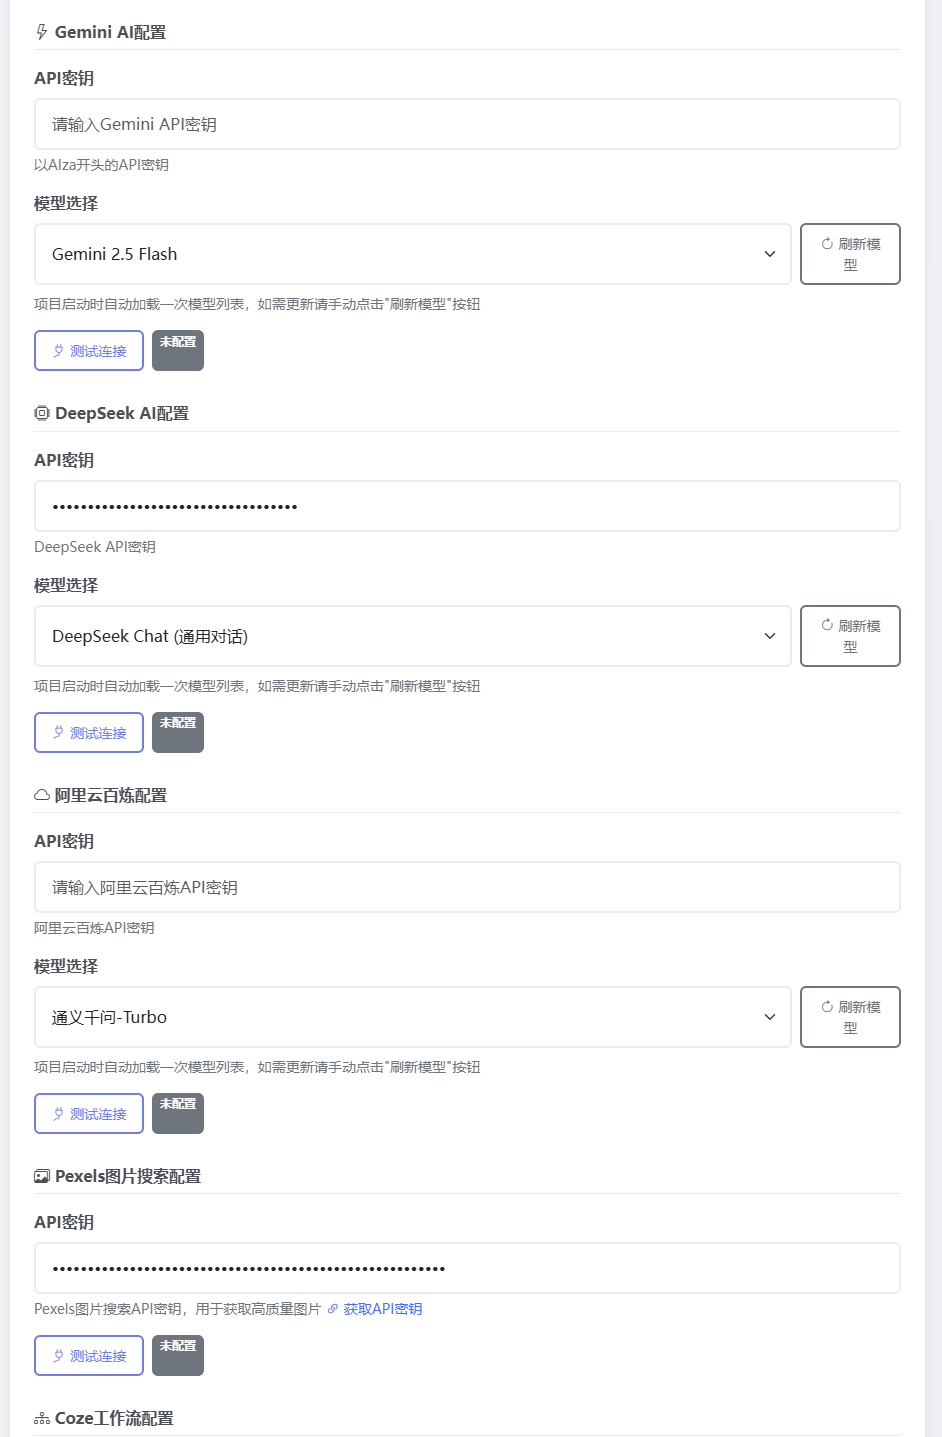 Gemini AI配置
API密钥
请输入Gemini API密钥
以AIza开头的API密钥
模型选择
Gemini 2.5 Flash
刷新模
型
项目启动时自动加载一次模型列表，如需更新请手动点击"刷新模型"按钮
测试连接
未配置
DeepSeek AI配置
API密钥
•••••••••••••••••••••••••••••••••••
DeepSeek API密钥
模型选择
DeepSeek Chat (通用对话)
刷新模
型
项目启动时自动加载一次模型列表，如需更新请手动点击"刷新模型"按钮
测试连接
未配置
阿里云百炼配置
API密钥
请输入阿里云百炼API密钥
阿里云百炼API密钥
模型选择
通义千问-Turbo
刷新模
型
项目启动时自动加载一次模型列表，如需更新请手动点击"刷新模型"按钮
测试连接
未配置
Pexels图片搜索配置
API密钥
••••••••••••••••••••••••••••••••••••••••••••••••••••••••
Pexels图片搜索API密钥，用于获取高质量图片 获取API密钥
测试连接
未配置
Coze工作流配置